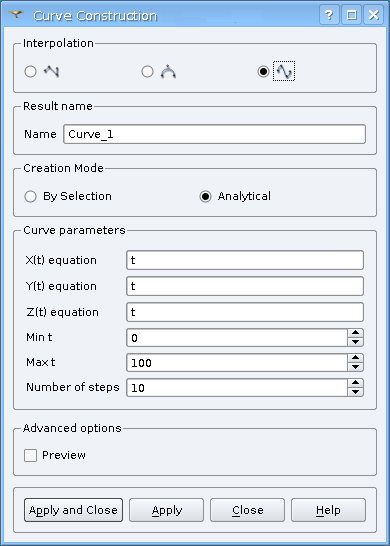 Curve Construction
Interpolation
Result name
Name Curve_1
Creation Mode
By Selection Analytical
Curve parameters
X(t) equation t
Y(t) equation t
Z(t) equation t
Min t 0
Max t 100
Number of steps 10
Advanced options
Preview
Apply and Close Apply Close Help